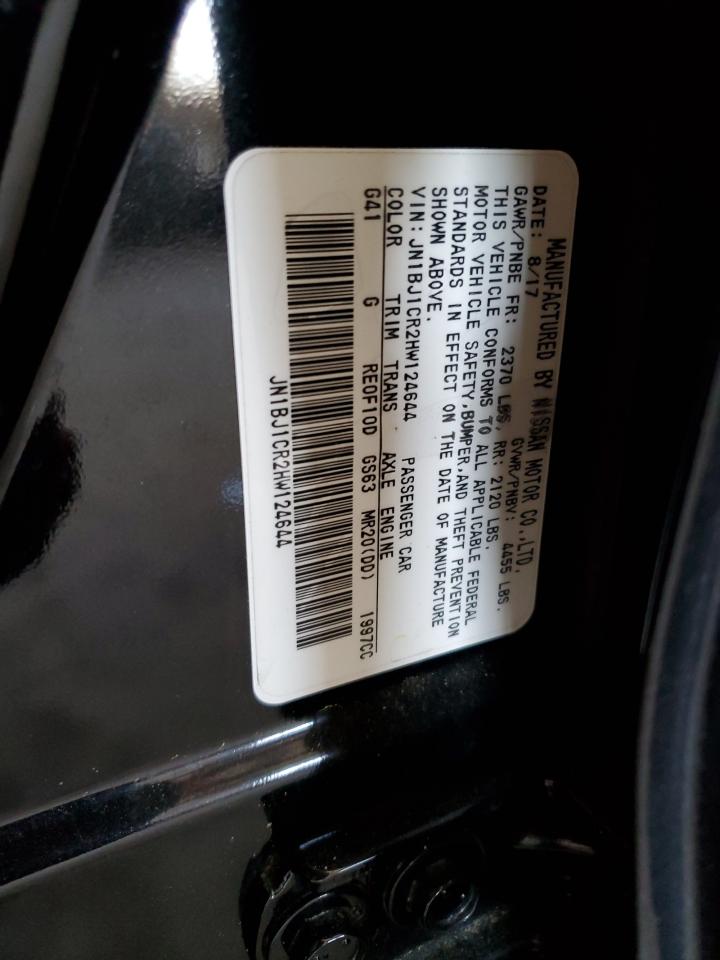 MANUFACTURED BY NISSAN MOTOR CO.,LTD.
DATE: 8/17 GVWR/PNBV: 4455 LBS.
GAWR/PNBE FR: 2370 LBS, RR: 2120 LBS.
THIS VEHICLE CONFORMS TO ALL APPLICABLE FEDERAL
MOTOR VEHICLE SAFETY,BUMPER,AND THEFT PREVENTION
STANDARDS IN EFFECT ON THE DATE OF MANUFACTURE
SHOWN ABOVE.
VIN: JN1BJ1CR2HW124644 PASSENGER CAR
COLOR TRIM TRANS AXLE ENGINE
G41 G RE0F10D GS63 MR20(DD) 1997CC
JN1BJ1CR2HW124644